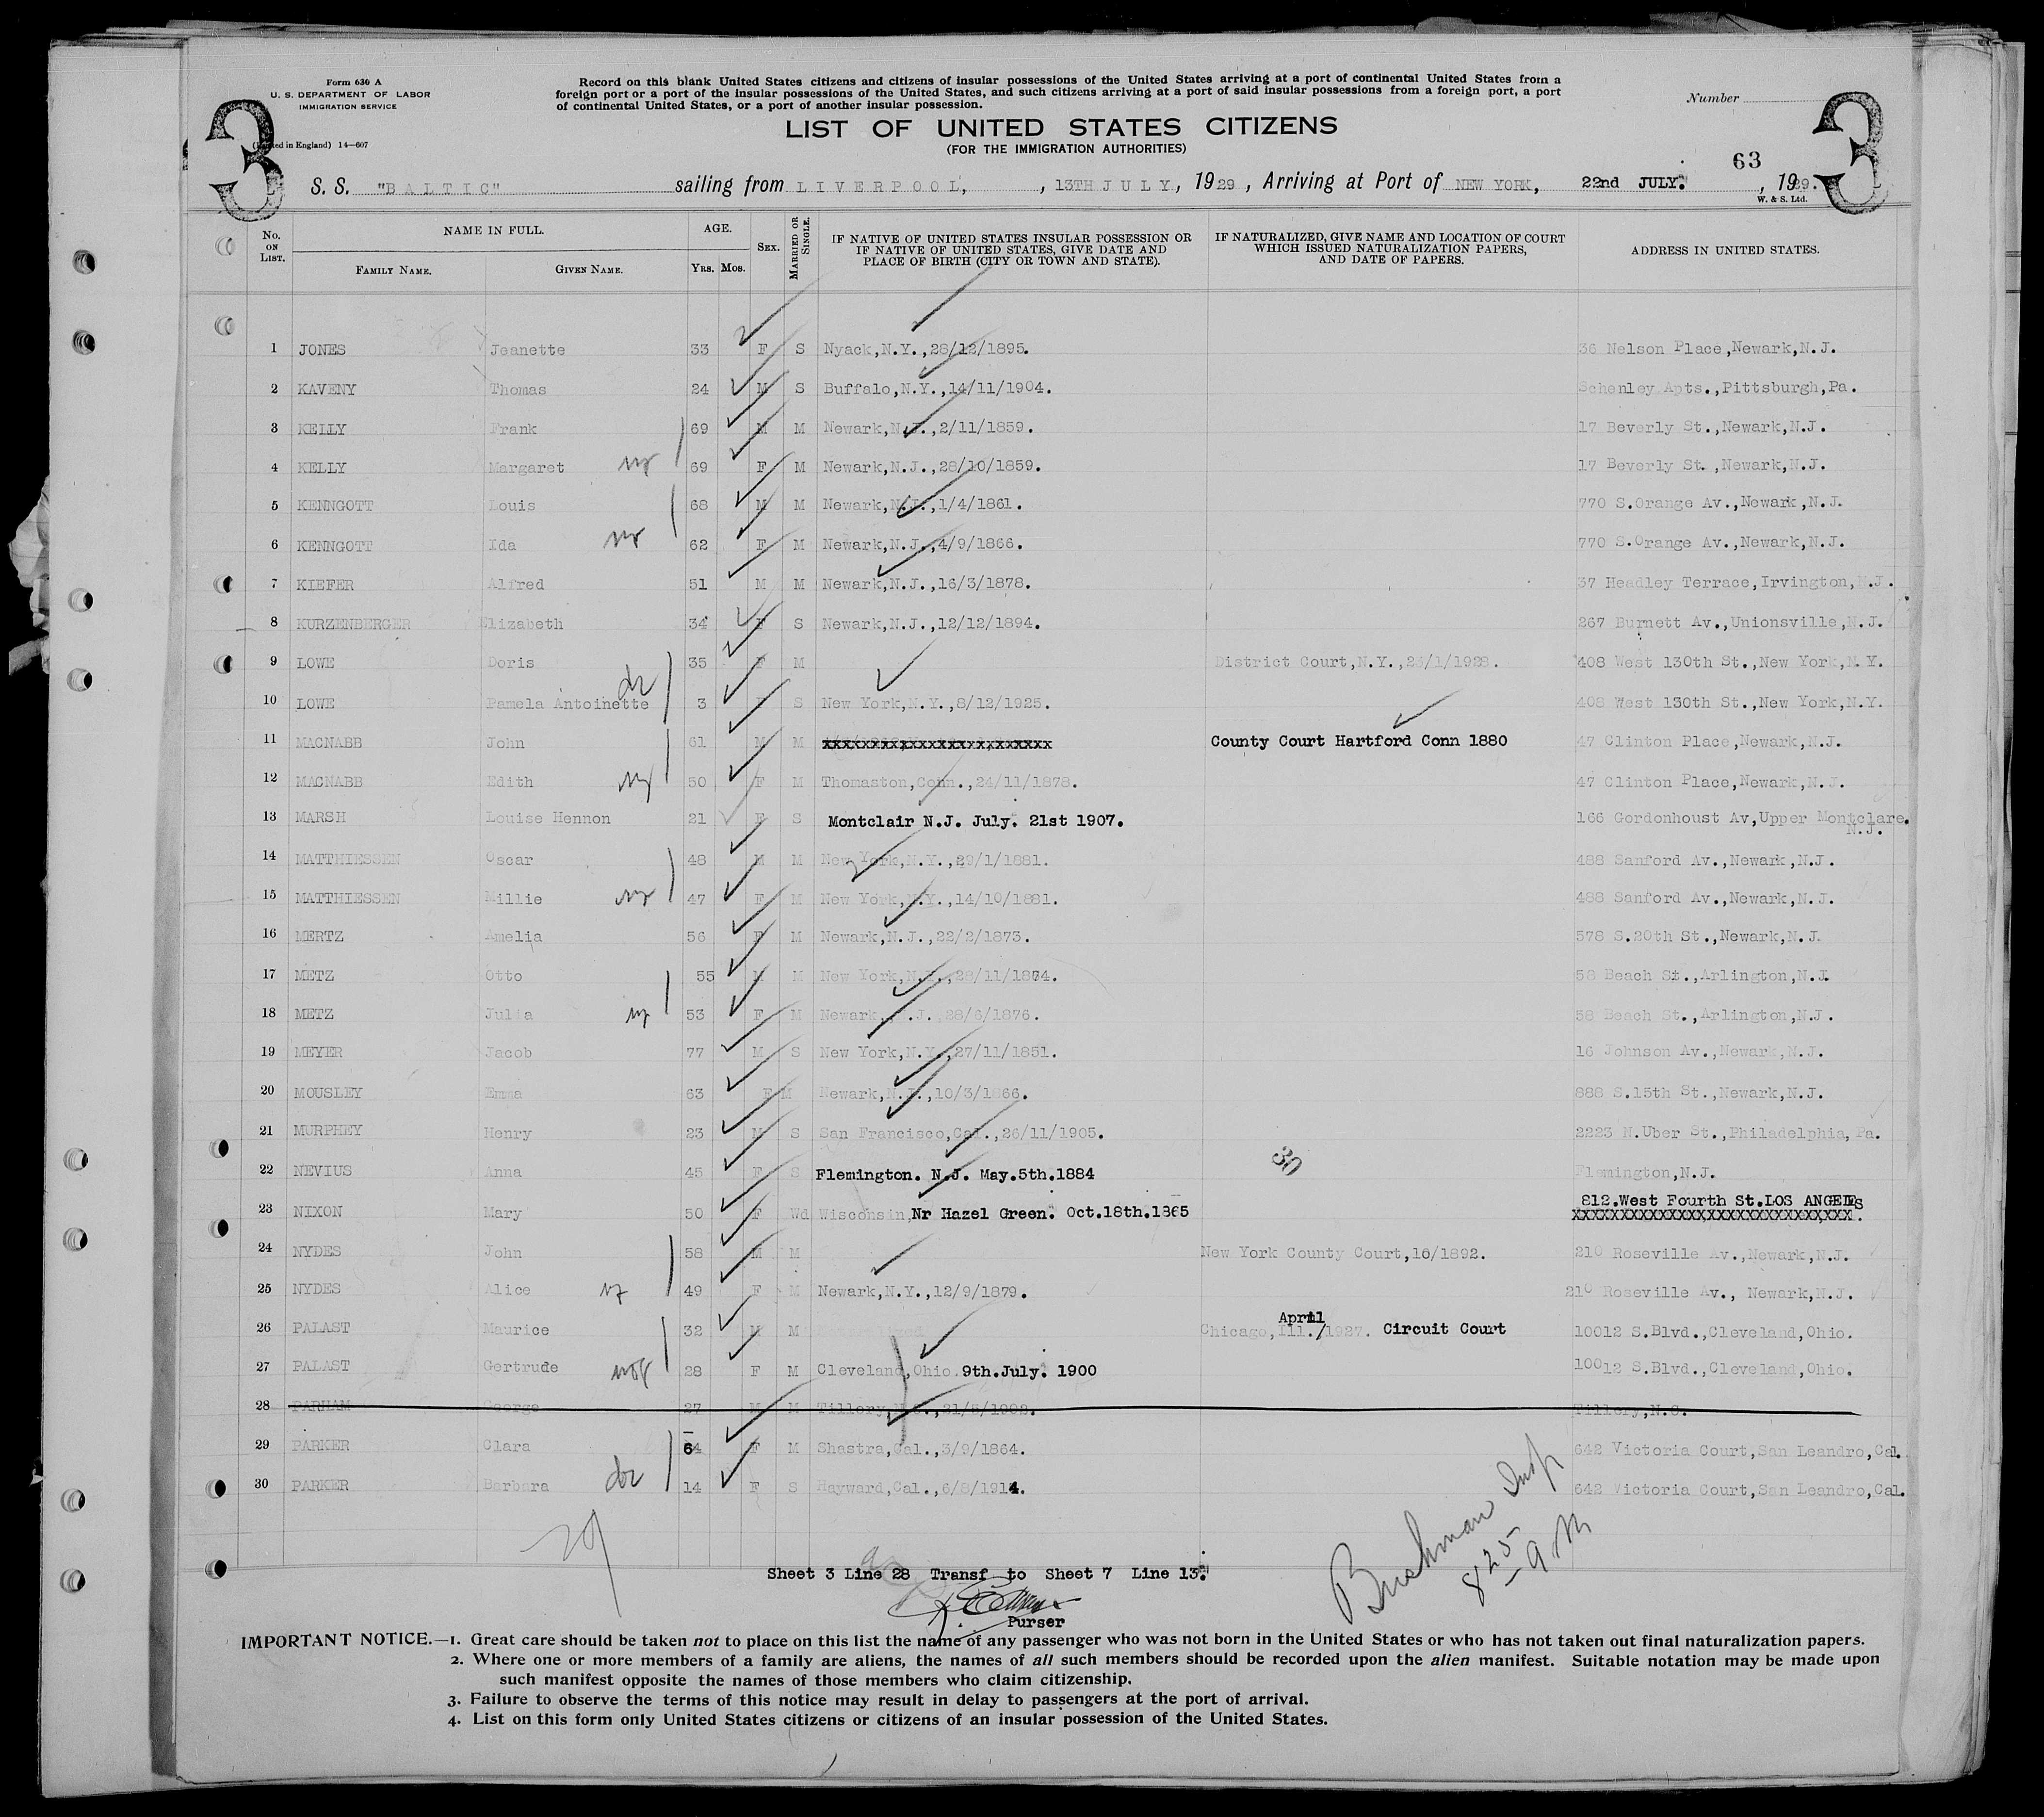 Form 630 A
U. S. DEPARTMENT OF LABOR
IMMIGRATION SERVICE
(Printed in England) 14—607
3
Record on this blank United States citizens and citizens of insular possessions of the United States arriving at a port of continental United States from a
foreign port or a port of the insular possessions of the United States, and such citizens arriving at a port of said insular possessions from a foreign port, a port
of continental United States, or a port of another insular possession.
Number
3
LIST OF UNITED STATES CITIZENS
(FOR THE IMMIGRATION AUTHORITIES)
63
S. S. "BALTIC" sailing from LIVERPOOL, , 13TH JULY, 1929, Arriving at Port of NEW YORK, 22nd JULY. , 1929.
W. & S. Ltd.
No. ON LIST. NAME IN FULL. FAMILY NAME. GIVEN NAME. AGE. YRS. MOS. SEX. MARRIED OR SINGLE. IF NATIVE OF UNITED STATES INSULAR POSSESSION OR IF NATIVE OF UNITED STATES, GIVE DATE AND PLACE OF BIRTH (CITY OR TOWN AND STATE). IF NATURALIZED, GIVE NAME AND LOCATION OF COURT WHICH ISSUED NATURALIZATION PAPERS, AND DATE OF PAPERS. ADDRESS IN UNITED STATES.
1 JONES Jeanette 33 F S Nyack,N.Y.,28/12/1895. 36 Nelson Place,Newark,N.J.
2 KAVENY Thomas 24 M S Buffalo,N.Y.,14/11/1904. Schenley Apts.,Pittsburgh,Pa.
3 KELLY Frank 69 M M Newark,N.J.,2/11/1859. 17 Beverly St.,Newark,N.J.
4 KELLY Margaret 69 F M Newark,N.J.,28/10/1859. 17 Beverly St.,Newark,N.J.
5 KENNGOTT Louis 68 M M Newark,N.J.,1/4/1861. 770 S.Orange Av.,Newark,N.J.
6 KENNGOTT Ida 62 F M Newark,N.J.,4/9/1866. 770 S.Orange Av.,Newark,N.J.
7 KIEFER Alfred 51 M M Newark,N.J.,16/3/1878. 37 Headley Terrace,Irvington,N.J.
8 KURZENBERGER Elizabeth 34 F S Newark,N.J.,12/12/1894. 267 Burnett Av.,Unionsville,N.J.
9 LOWE Doris 35 F M District Court,N.Y.,23/1/1928. 408 West 130th St.,New York,N.Y.
10 LOWE Pamela Antoinette 3 F S New York,N.Y.,8/12/1925. 408 West 130th St.,New York,N.Y.
11 MACNABB John 61 M M xxxxxxxxxxxxxxxxxxxxxxxx County Court Hartford Conn 1880 47 Clinton Place,Newark,N.J.
12 MACNABB Edith 50 F M Thomaston,Conn.,24/11/1878. 47 Clinton Place,Newark,N.J.
13 MARSH Louise Hennon 21 F S Montclair N.J. July. 21st 1907. 166 Gordonhoust Av,Upper Montclare. N.J.
14 MATTHIESSEN Oscar 48 M M New York,N.Y.,29/1/1881. 488 Sanford Av.,Newark,N.J.
15 MATTHIESSEN Millie 47 F M New York,N.Y.,14/10/1881. 488 Sanford Av.,Newark,N.J.
16 MERTZ Amelia 56 F M Newark,N.J.,22/2/1873. 578 S.20th St.,Newark,N.J.
17 METZ Otto 55 M M New York,N.Y.,28/11/1874. 58 Beach St.,Arlington,N.J.
18 METZ Julia 53 F M Newark,N.J.,28/6/1876. 58 Beach St.,Arlington,N.J.
19 MEYER Jacob 77 M S New York,N.Y.,27/11/1851. 16 Johnson Av.,Newark,N.J.
20 MOUSLEY Emma 63 F M Newark,N.J.,10/3/1866. 888 S.15th St.,Newark,N.J.
21 MURPHEY Henry 23 M S San Francisco,Cal.,26/11/1905. 2223 N.Uber St.,Philadelphia,Pa.
22 NEVIUS Anna 45 F S Flemington. N.J. May.5th.1884 30 Flemington,N.J.
23 NIXON Mary 50 F Wd Wisconsin,Nr Hazel Green. Oct.18th.1865 812.West Fourth St.LOS ANGELES xxxxxxxxxxxxxxxxxxxxxxxxxxxxx.
24 NYDES John 58 M M New York County Court,16/1892. 210 Roseville Av.,Newark,N.J.
25 NYDES Alice 49 F M Newark,N.Y.,12/9/1879. 210 Roseville Av., Newark,N.J.
26 PALAST Maurice 32 M M Chicago,Ill./ April 1927. Circuit Court 10012 S.Blvd.,Cleveland,Ohio.
27 PALAST Gertrude 28 F M Cleveland,Ohio 9th.July. 1900 10012 S.Blvd.,Cleveland,Ohio.
28 PARHAM George 27 M M Tillery,N.C. Tillery,N.C.
29 PARKER Clara 64 F M Shastra,Cal.,3/9/1864. 642 Victoria Court,San Leandro,Cal.
30 PARKER Barbara 14 F S Hayward,Cal.,6/8/1914. 642 Victoria Court,San Leandro,Cal.
29
Bushman Insp
825
9 M
Sheet 3 Line 28 Transf to Sheet 7 Line 13.
Purser
IMPORTANT NOTICE.—1. Great care should be taken not to place on this list the name of any passenger who was not born in the United States or who has not taken out final naturalization papers.
2. Where one or more members of a family are aliens, the names of all such members should be recorded upon the alien manifest. Suitable notation may be made upon
such manifest opposite the names of those members who claim citizenship.
3. Failure to observe the terms of this notice may result in delay to passengers at the port of arrival.
4. List on this form only United States citizens or citizens of an insular possession of the United States.